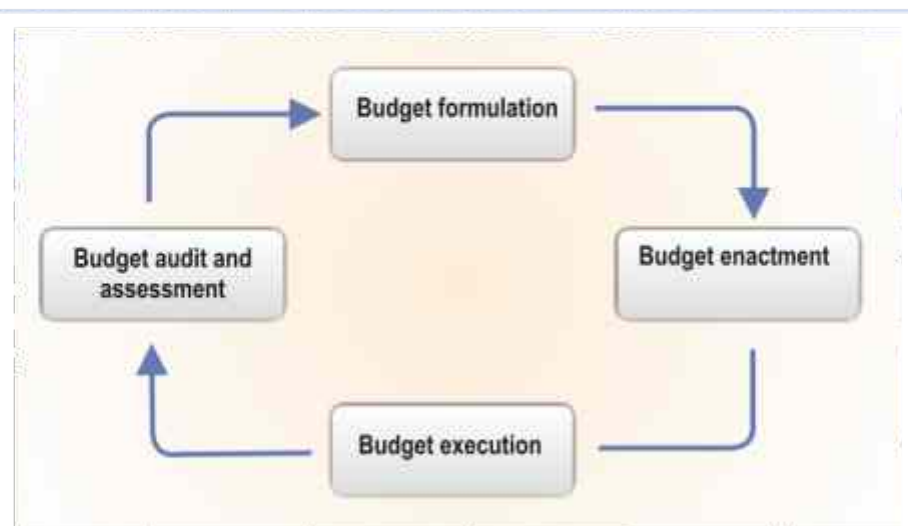 Budget formulation
Budget enactment
Budget execution
Budget audit and
assessment